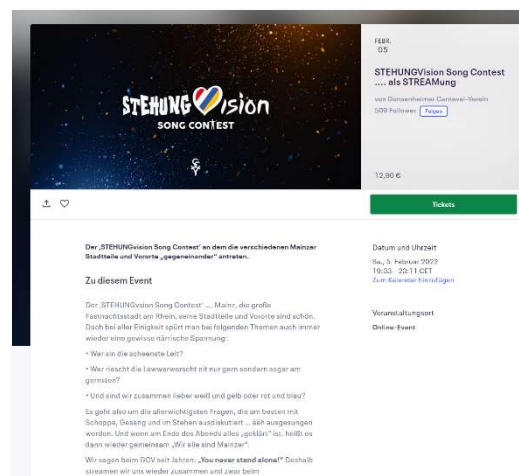 STEHUNGVision
SONG CONTEST
FEBR.
05
STEHUNGVision Song Contest
.... als STREAMung
von Gonsenheimer Carneval-Verein
509 Follower Folgen
12,90 €
Tickets
Der ‚STEHUNGvision Song Contest‘ an dem die verschiedenen Mainzer
Stadtteile und Vororte „gegeneinander“ antreten.
Zu diesem Event
Der ‚STEHUNGvsion Song Contest‘ .... Mainz, die große
Fastnachtsstadt am Rhein, seine Stadtteile und Vororte sind schön.
Doch bei aller Einigkeit spürt man bei folgenden Themen auch immer
wieder eine gewisse närrische Spannung:
• Wer sin die scheenste Leit?
• Wer riescht die Lewwerworscht nit nur gern sondern sogar am
gernsten?
• Und sind wir zusammen lieber weiß und gelb oder rot und blau?
Es geht also um die allerwichtigsten Fragen, die am besten mit
Schoppe, Gesang und im Stehen ausdiskutiert ... ääh ausgesungen
werden. Und wenn am Ende des Abends alles „geklärt“ ist, heißt es
dann wieder gemeinsam „Wir alle sind Mainzer“.
Wir sagen beim GCV seit Jahren: „You never stand alone!“ Deshalb
streamen wir uns wieder zusammen und zwar beim
Datum und Uhrzeit
Sa., 5. Februar 2022
19:33 - 23:11 CET
Zum Kalender hinzufügen
Veranstaltungsort
Online-Event